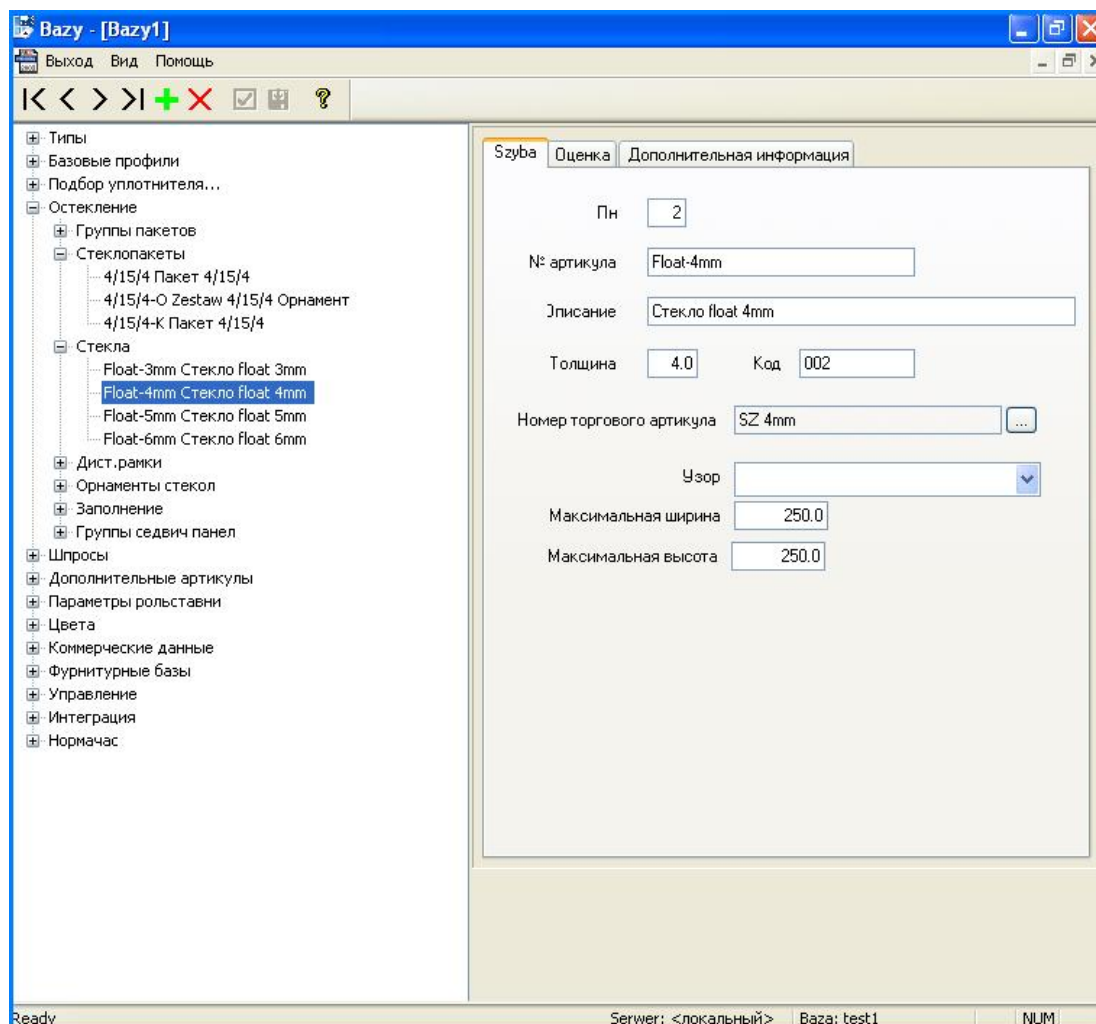 Bazy - [Bazy1]
Выход Вид Помощь
Типы
Базовые профили
Подбор уплотнителя...
Остекление
Группы пакетов
Стеклопакеты
4/15/4 Пакет 4/15/4
4/15/4-O Zestaw 4/15/4 Орнамент
4/15/4-K Пакет 4/15/4
Стекла
Float-3mm Стекло float 3mm
Float-4mm Стекло float 4mm
Float-5mm Стекло float 5mm
Float-6mm Стекло float 6mm
Дист.рамки
Орнаменты стекол
Заполнение
Группы седвич панел
Шпросы
Дополнительные артикулы
Параметры рольставни
Цвета
Коммерческие данные
Фурнитурные базы
Управление
Интеграция
Нормачас
Szyba Оценка Дополнительная информация
Пн 2
№ артикула Float-4mm
Описание Стекло float 4mm
Толщина 4.0 Код 002
Номер торгового артикула SZ 4mm ...
Узор
Максимальная ширина 250.0
Максимальная высота 250.0
Ready Serwer: <локальный> Baza: test1 NUM